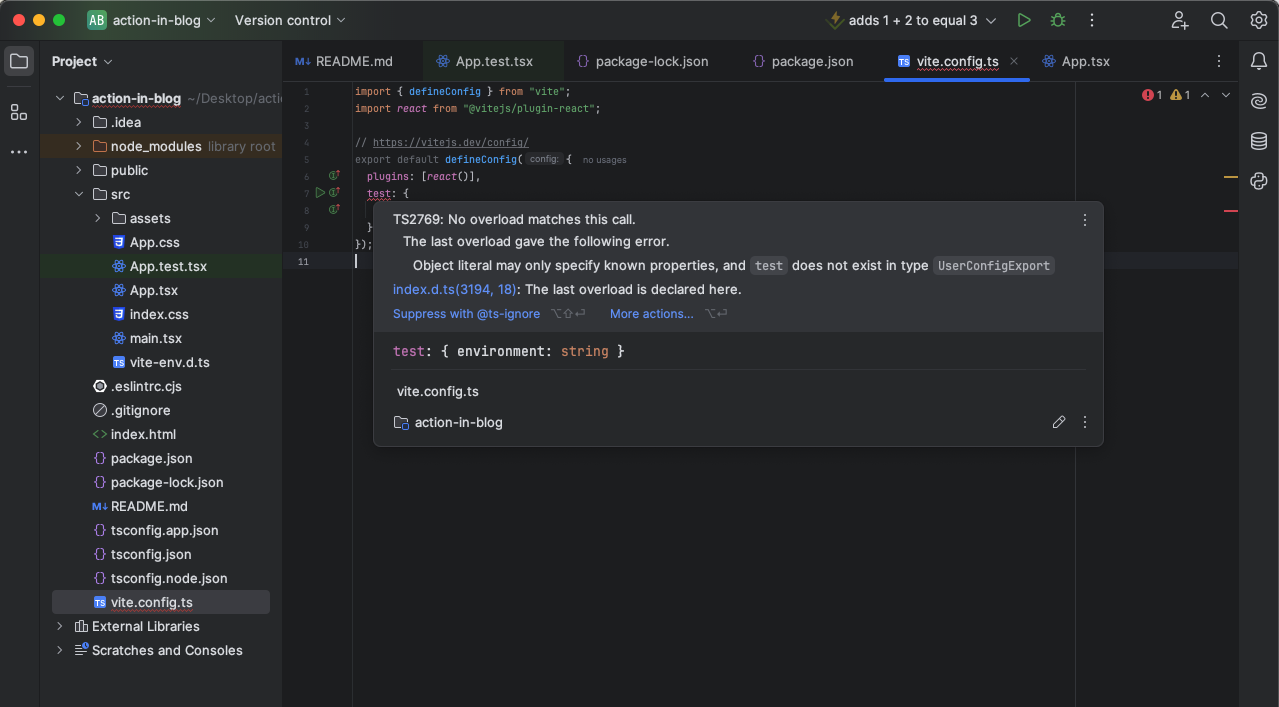 AB action-in-blog Version control adds 1 + 2 to equal 3
Project
README.md App.test.tsx package-lock.json package.json vite.config.ts App.tsx
action-in-blog ~/Desktop/actio
.idea
node_modules library root
public
src
assets
App.css
App.test.tsx
App.tsx
index.css
main.tsx
TS vite-env.d.ts
.eslintrc.cjs
.gitignore
<> index.html
{} package.json
{} package-lock.json
M↓ README.md
{} tsconfig.app.json
{} tsconfig.json
{} tsconfig.node.json
TS vite.config.ts
External Libraries
Scratches and Consoles
1 import { defineConfig } from "vite";
2 import react from "@vitejs/plugin-react";
3
4 // https://vitejs.dev/config/
5 export default defineConfig( config: { no usages
6 plugins: [react()],
7 test: {
8
9 }
10 });
11
1 1
TS2769: No overload matches this call.
The last overload gave the following error.
Object literal may only specify known properties, and test does not exist in type UserConfigExport
index.d.ts(3194, 18): The last overload is declared here.
Suppress with @ts-ignore ⌥⇧⏎ More actions... ⌥⏎
test: { environment: string }
vite.config.ts
action-in-blog